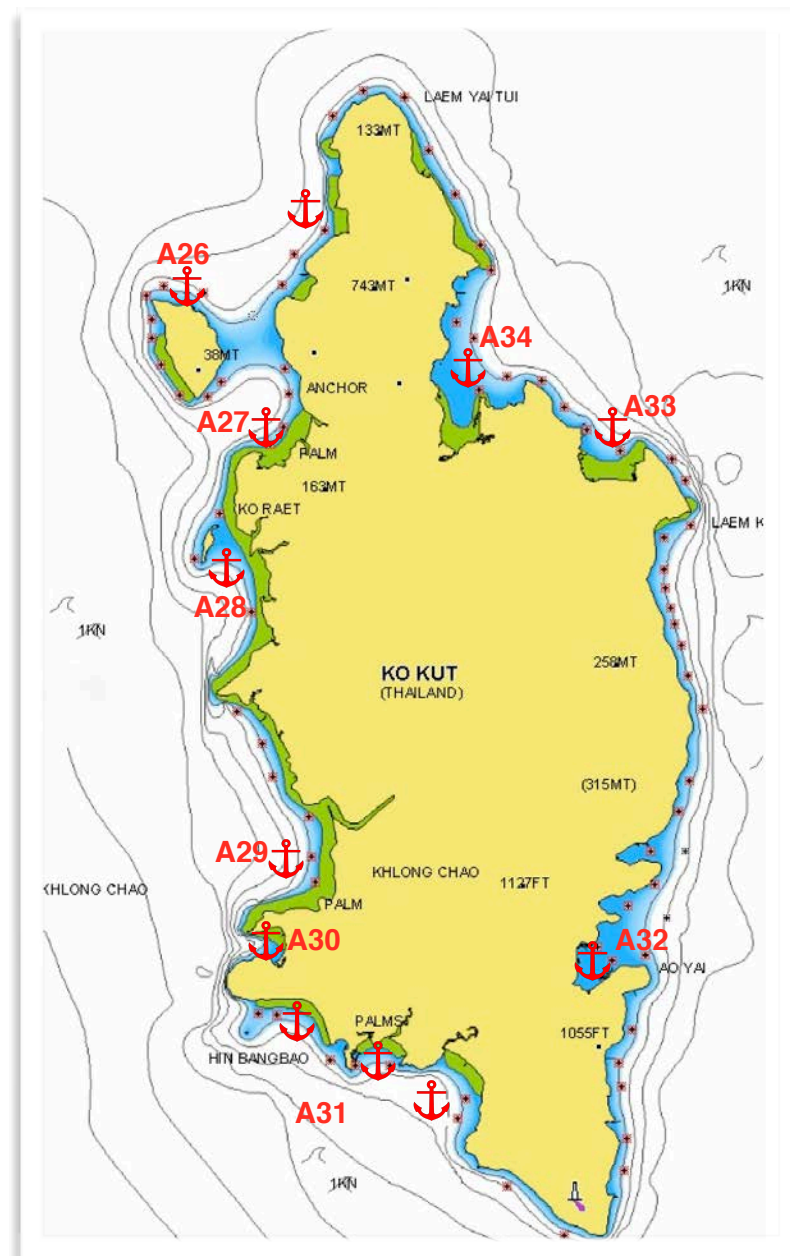 LAEM YAI TUI
133MT
A26
743MT
1KN
A34
38MT
ANCHOR
A33
A27
PALM
163MT
KO RAET
LAEM K
A28
1KN
258MT
KO KUT
(THAILAND)
(315MT)
A29
KHLONG CHAO
1127FT
KHLONG CHAO
PALM
A30
A32
AO YAI
PALMS
1055FT
HIN BANGBAO
A31
1KN